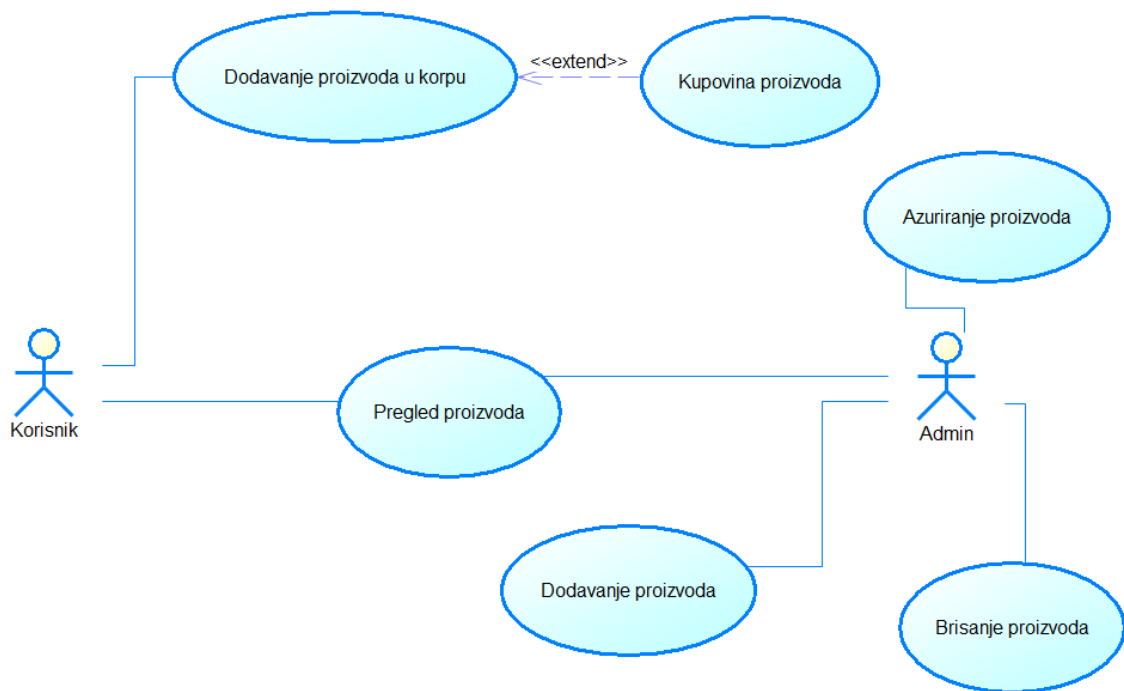 Dodavanje proizvoda u korpu
<<extend>>
Kupovina proizvoda
Azuriranje proizvoda
Korisnik
Pregled proizvoda
Admin
Dodavanje proizvoda
Brisanje proizvoda